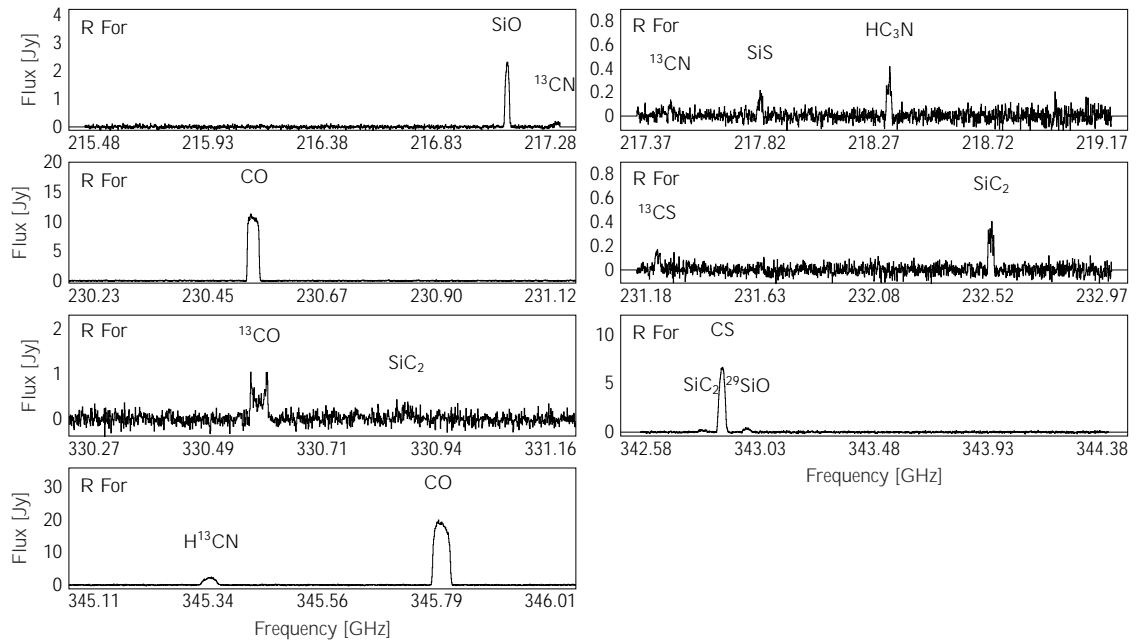 R For
SiO
¹³CN
Flux [Jy]
4
3
2
1
0
215.48 215.93 216.38 216.83 217.28
R For
¹³CN
SiS
HC₃N
0.8
0.6
0.4
0.2
0
217.37 217.82 218.27 218.72 219.17
R For
CO
Flux [Jy]
20
15
10
5
0
230.23 230.45 230.67 230.90 231.12
R For
¹³CS
SiC₂
0.8
0.6
0.4
0.2
0
231.18 231.63 232.08 232.52 232.97
R For
¹³CO
SiC₂
Flux [Jy]
2
1
0
330.27 330.49 330.71 330.94 331.16
R For
CS
SiC₂ ²⁹SiO
10
5
0
342.58 343.03 343.48 343.93 344.38
Frequency [GHz]
R For
CO
H¹³CN
Flux [Jy]
30
20
10
0
345.11 345.34 345.56 345.79 346.01
Frequency [GHz]